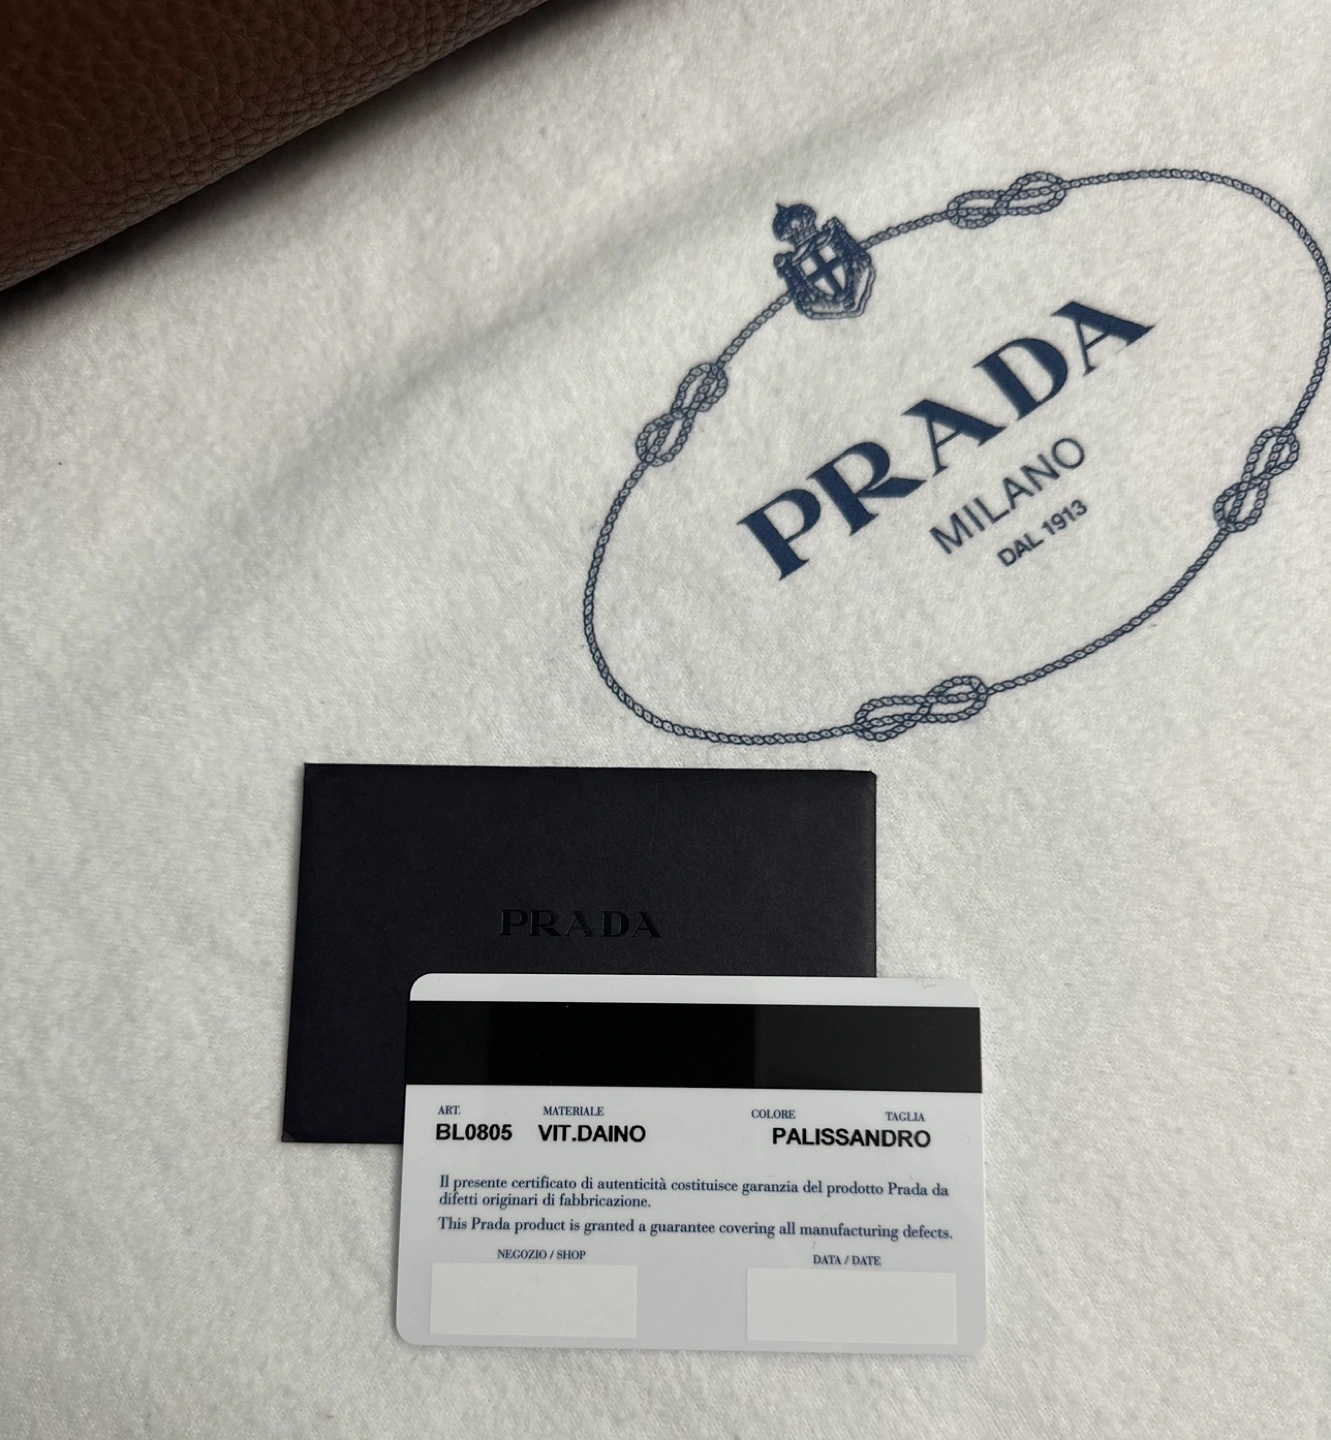 PRADA
MILANO
DAL 1913
PRADA
ART. MATERIALE COLORE TAGLIA
BL0805 VIT.DAINO PALISSANDRO
Il presente certificato di autenticità costituisce garanzia del prodotto Prada da
difetti originari di fabbricazione.
This Prada product is granted a guarantee covering all manufacturing defects.
NEGOZIO / SHOP DATA / DATE